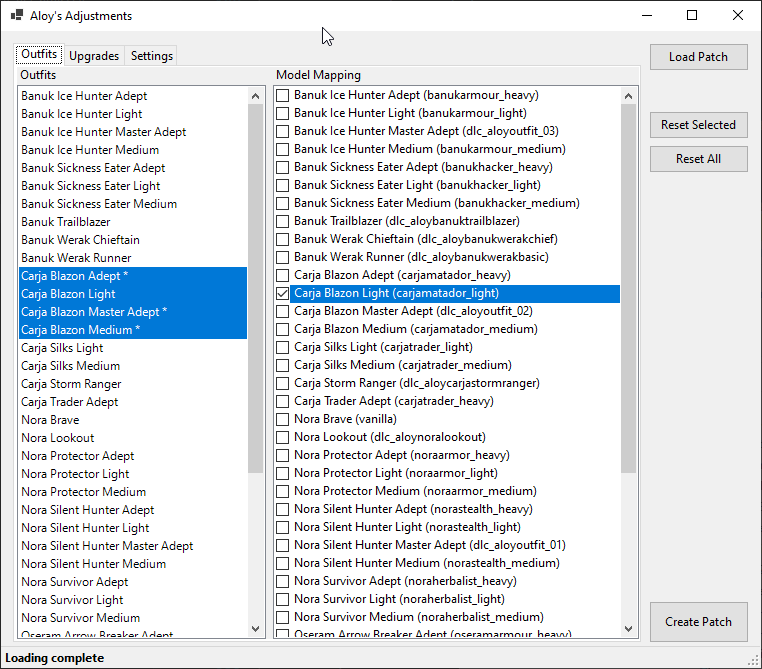 Aloy's Adjustments
Outfits Upgrades Settings
Outfits
Banuk Ice Hunter Adept
Banuk Ice Hunter Light
Banuk Ice Hunter Master Adept
Banuk Ice Hunter Medium
Banuk Sickness Eater Adept
Banuk Sickness Eater Light
Banuk Sickness Eater Medium
Banuk Trailblazer
Banuk Werak Chieftain
Banuk Werak Runner
Carja Blazon Adept *
Carja Blazon Light
Carja Blazon Master Adept *
Carja Blazon Medium *
Carja Silks Light
Carja Silks Medium
Carja Storm Ranger
Carja Trader Adept
Nora Brave
Nora Lookout
Nora Protector Adept
Nora Protector Light
Nora Protector Medium
Nora Silent Hunter Adept
Nora Silent Hunter Light
Nora Silent Hunter Master Adept
Nora Silent Hunter Medium
Nora Survivor Adept
Nora Survivor Light
Nora Survivor Medium
Oseram Arrow Breaker Adept
Model Mapping
Banuk Ice Hunter Adept (banukarmour_heavy)
Banuk Ice Hunter Light (banukarmour_light)
Banuk Ice Hunter Master Adept (dlc_aloyoutfit_03)
Banuk Ice Hunter Medium (banukarmour_medium)
Banuk Sickness Eater Adept (banukhacker_heavy)
Banuk Sickness Eater Light (banukhacker_light)
Banuk Sickness Eater Medium (banukhacker_medium)
Banuk Trailblazer (dlc_aloybanuktrailblazer)
Banuk Werak Chieftain (dlc_aloybanukwerakchief)
Banuk Werak Runner (dlc_aloybanukwerakbasic)
Carja Blazon Adept (carjamatador_heavy)
Carja Blazon Light (carjamatador_light)
Carja Blazon Master Adept (dlc_aloyoutfit_02)
Carja Blazon Medium (carjamatador_medium)
Carja Silks Light (carjatrader_light)
Carja Silks Medium (carjatrader_medium)
Carja Storm Ranger (dlc_aloycarjastormranger)
Carja Trader Adept (carjatrader_heavy)
Nora Brave (vanilla)
Nora Lookout (dlc_aloynoralookout)
Nora Protector Adept (noraarmor_heavy)
Nora Protector Light (noraarmor_light)
Nora Protector Medium (noraarmor_medium)
Nora Silent Hunter Adept (norastealth_heavy)
Nora Silent Hunter Light (norastealth_light)
Nora Silent Hunter Master Adept (dlc_aloyoutfit_01)
Nora Silent Hunter Medium (norastealth_medium)
Nora Survivor Adept (noraherbalist_heavy)
Nora Survivor Light (noraherbalist_light)
Nora Survivor Medium (noraherbalist_medium)
Oseram Arrow Breaker Adept (oseramarmour_heavy)
Load Patch
Reset Selected
Reset All
Create Patch
Loading complete